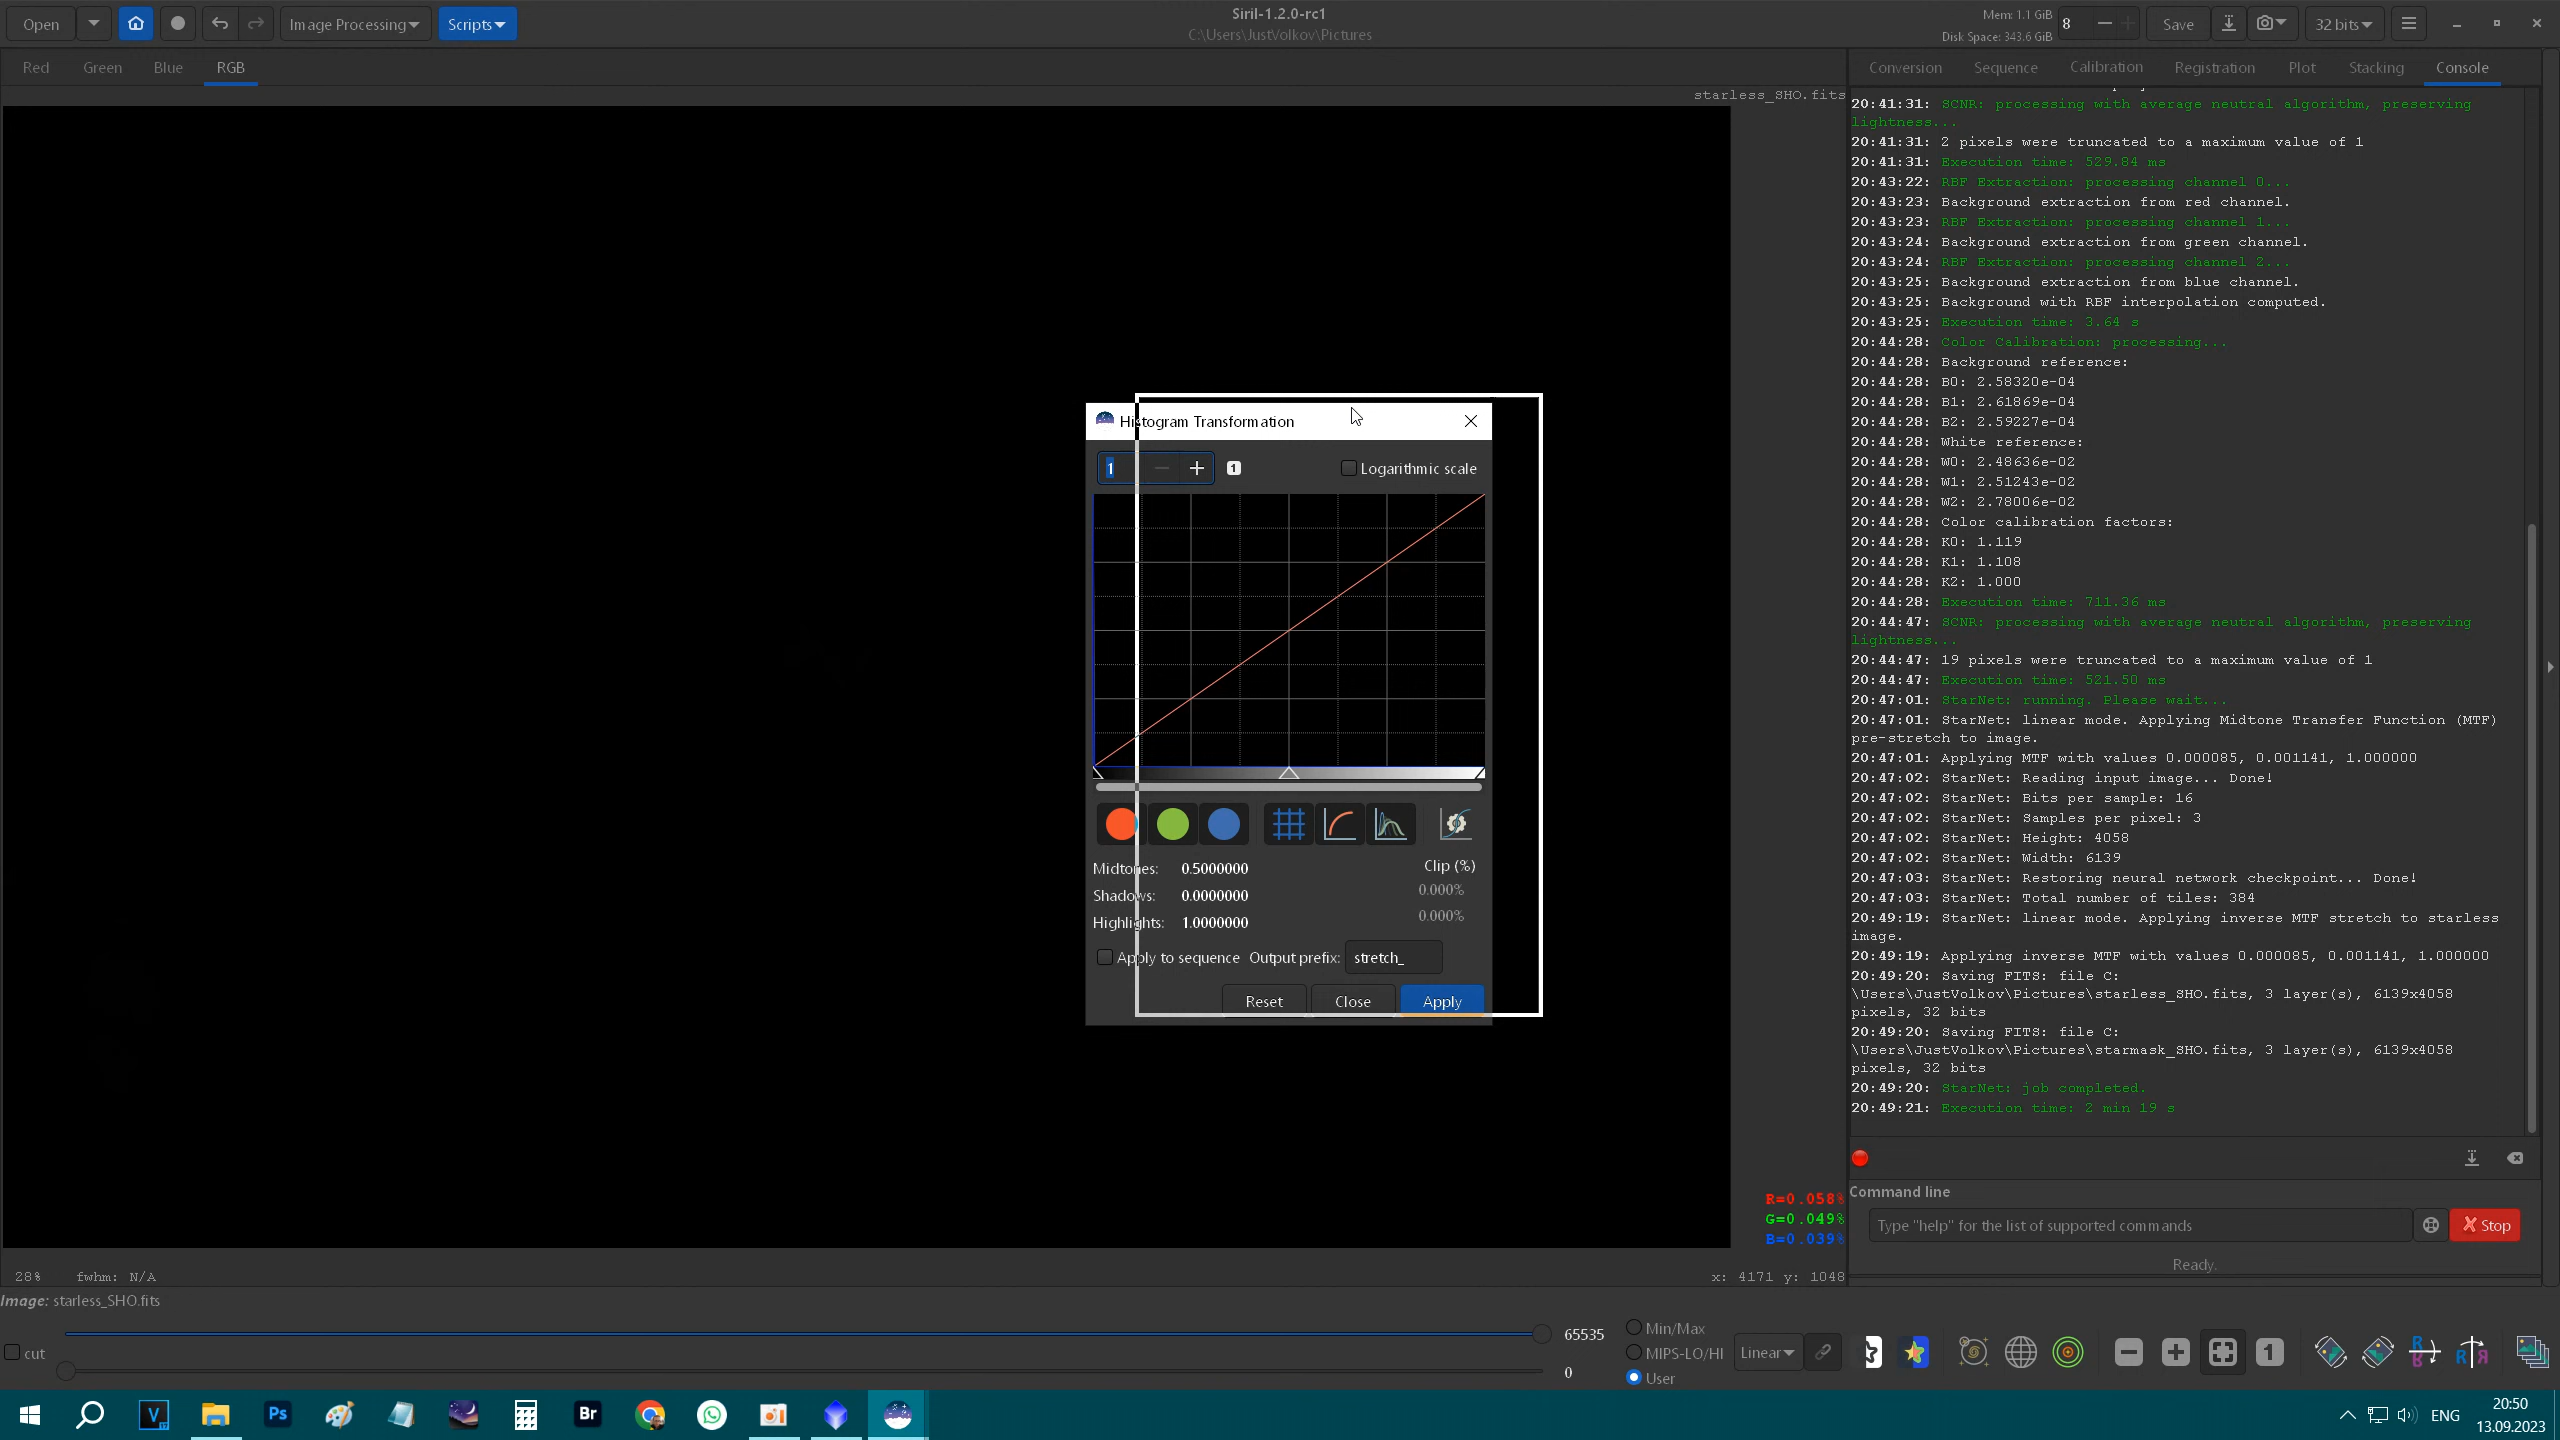 Open
Image Processing
Scripts
Siril-1.2.0-rc1
C:\Users\JustVolkov\Pictures
Mem: 1.1 GiB
Disk Space: 343.6 GiB
8
Save
32 bits
Red Green Blue RGB
Conversion Sequence Calibration Registration Plot Stacking Console
starless_SHO.fits
20:41:31: SCNR: processing with average neutral algorithm, preserving
lightness...
20:41:31: 2 pixels were truncated to a maximum value of 1
20:41:31: Execution time: 529.84 ms
20:43:22: RBF Extraction: processing channel 0...
20:43:23: Background extraction from red channel.
20:43:23: RBF Extraction: processing channel 1...
20:43:24: Background extraction from green channel.
20:43:24: RBF Extraction: processing channel 2...
20:43:25: Background extraction from blue channel.
20:43:25: Background with RBF interpolation computed.
20:43:25: Execution time: 3.64 s
20:44:28: Color Calibration: processing...
20:44:28: Background reference:
20:44:28: B0: 2.58320e-04
20:44:28: B1: 2.61869e-04
20:44:28: B2: 2.59227e-04
20:44:28: White reference:
20:44:28: W0: 2.48636e-02
20:44:28: W1: 2.51243e-02
20:44:28: W2: 2.78006e-02
20:44:28: Color calibration factors:
20:44:28: K0: 1.119
20:44:28: K1: 1.108
20:44:28: K2: 1.000
20:44:28: Execution time: 711.36 ms
20:44:47: SCNR: processing with average neutral algorithm, preserving
lightness...
20:44:47: 19 pixels were truncated to a maximum value of 1
20:44:47: Execution time: 521.50 ms
20:47:01: StarNet: running. Please wait...
20:47:01: StarNet: linear mode. Applying Midtone Transfer Function (MTF)
pre-stretch to image.
20:47:01: Applying MTF with values 0.000085, 0.001141, 1.000000
20:47:02: StarNet: Reading input image... Done!
20:47:02: StarNet: Bits per sample: 16
20:47:02: StarNet: Samples per pixel: 3
20:47:02: StarNet: Height: 4058
20:47:02: StarNet: Width: 6139
20:47:03: StarNet: Restoring neural network checkpoint... Done!
20:47:03: StarNet: Total number of tiles: 384
20:49:19: StarNet: linear mode. Applying inverse MTF stretch to starless
image.
20:49:19: Applying inverse MTF with values 0.000085, 0.001141, 1.000000
20:49:20: Saving FITS: file C:
\Users\JustVolkov\Pictures\starless_SHO.fits, 3 layer(s), 6139x4058
pixels, 32 bits
20:49:20: Saving FITS: file C:
\Users\JustVolkov\Pictures\starmask_SHO.fits, 3 layer(s), 6139x4058
pixels, 32 bits
20:49:20: StarNet: job completed.
20:49:21: Execution time: 2 min 19 s
Histogram Transformation
1
1
Logarithmic scale
Midtones: 0.5000000
Clip (%)
Shadows: 0.0000000
0.000%
Highlights: 1.0000000
0.000%
Apply to sequence Output prefix: stretch_
Reset Close Apply
R=0.058%
G=0.049%
B=0.039%
Command line
Type "help" for the list of supported commands
Stop
Ready.
28% fwhm: N/A
x: 4171 y: 1048
Image: starless_SHO.fits
65535
cut
0
Min/Max
MIPS-LO/HI
User
Linear
1
R
R
R
V
Ps
Br
ENG
20:50
13.09.2023